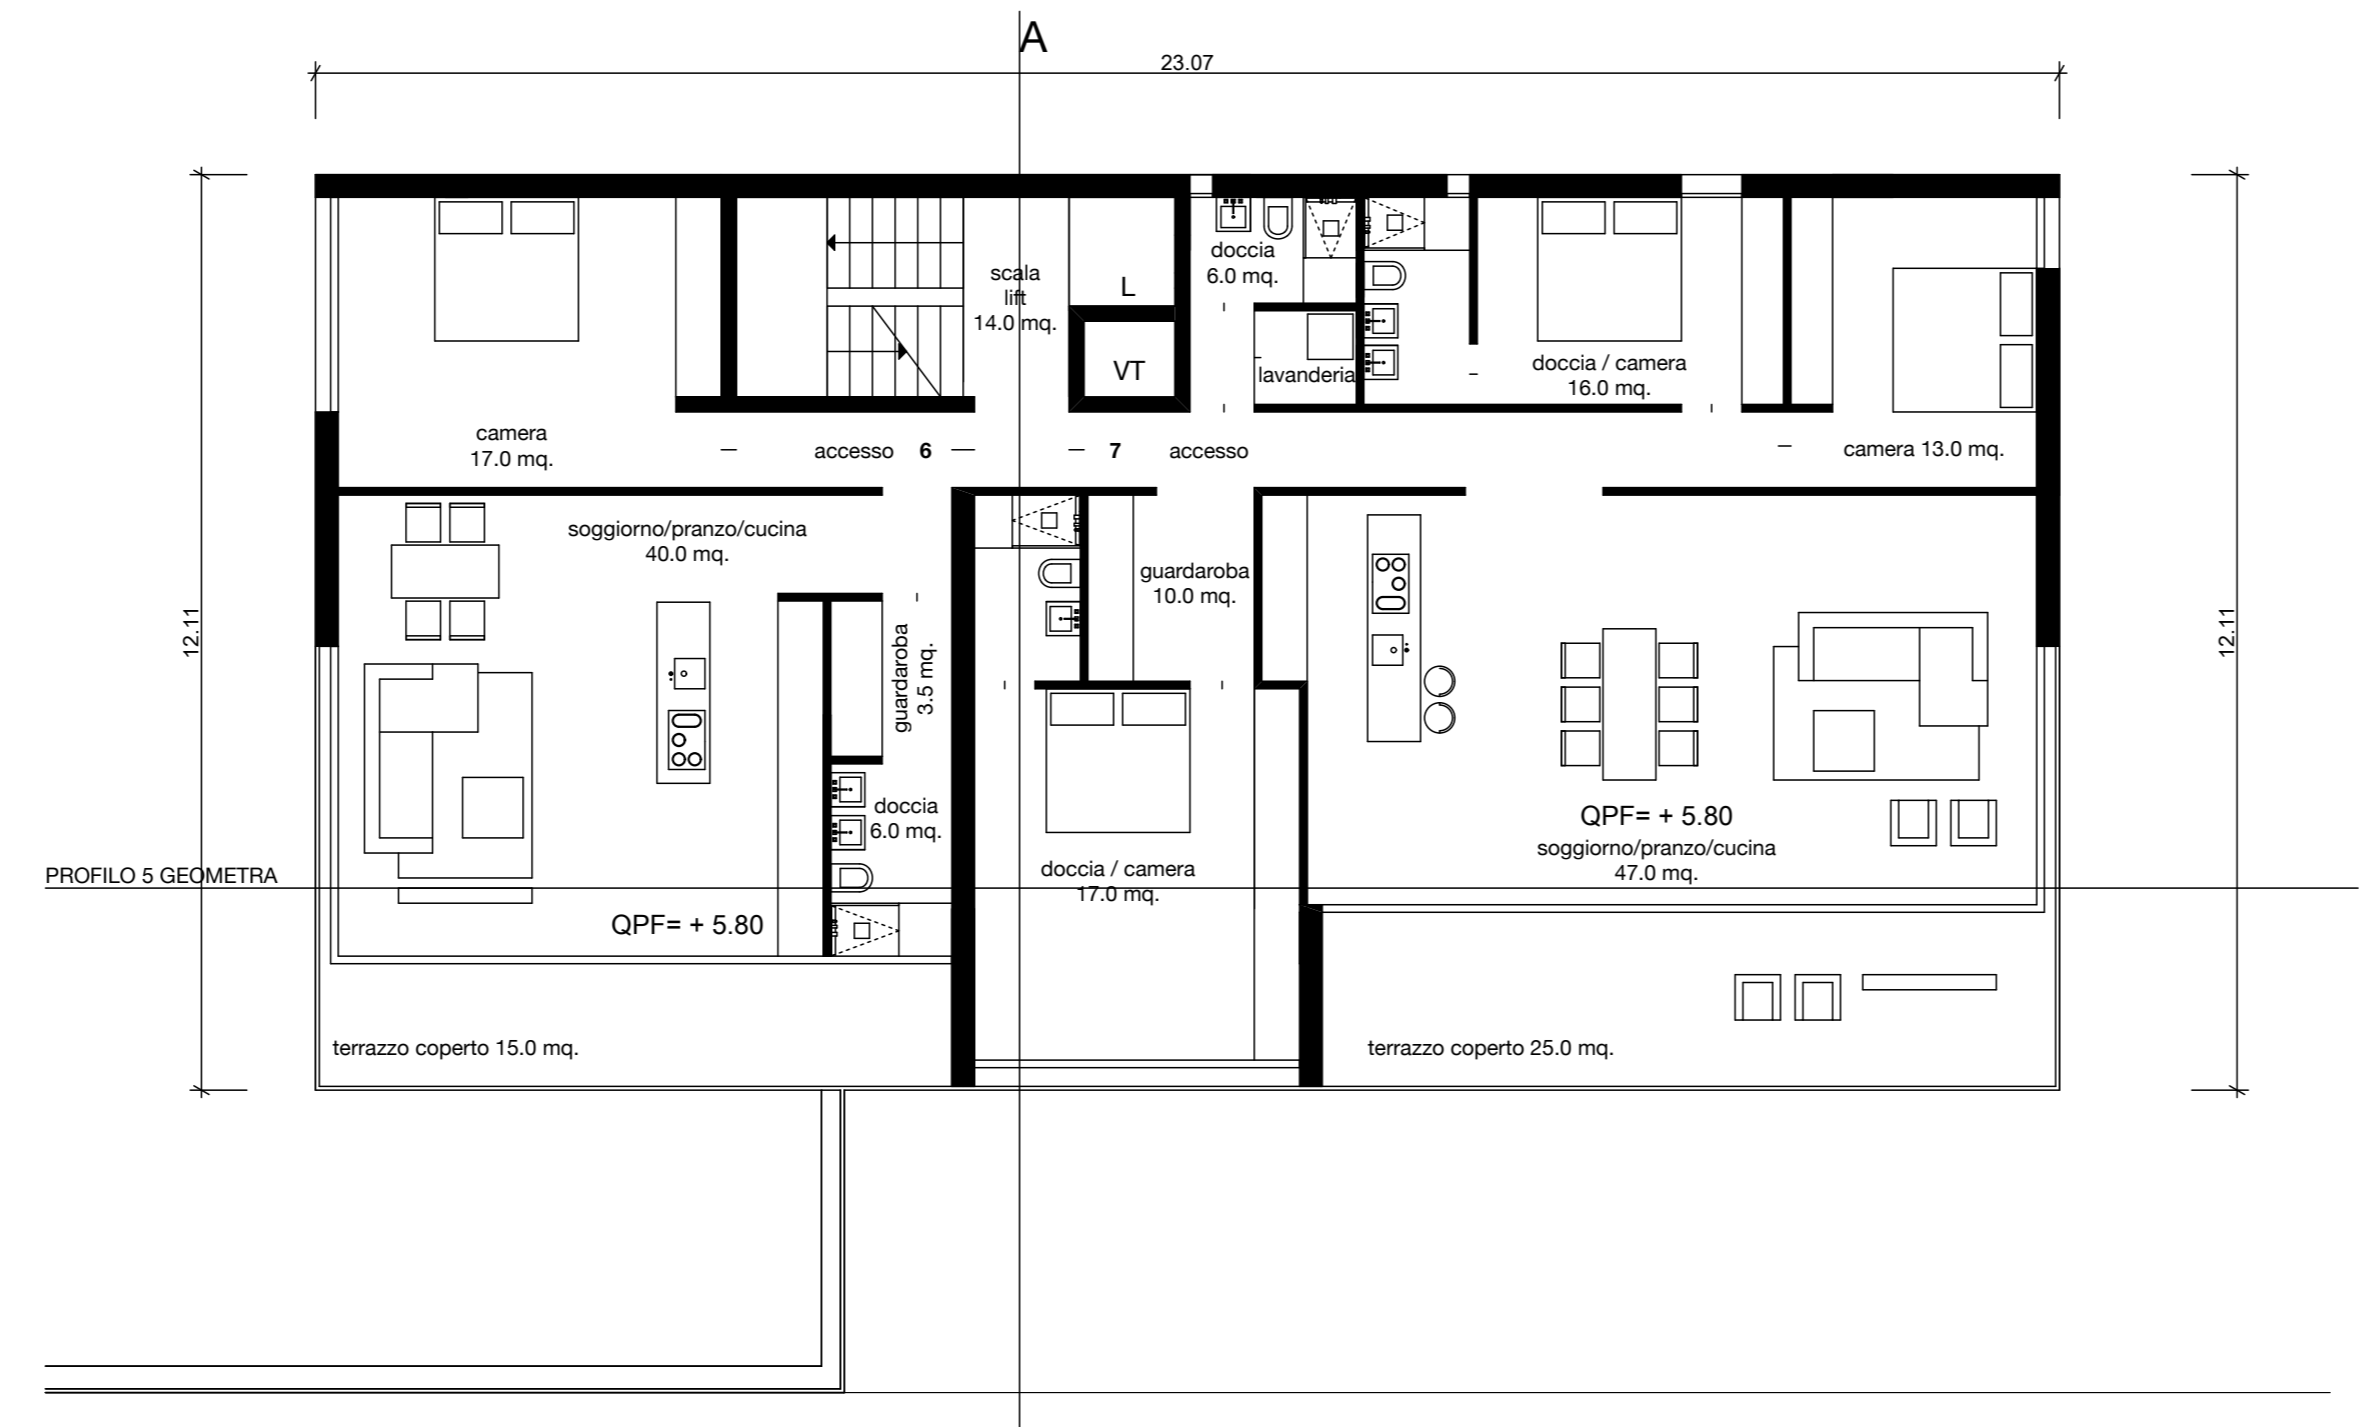 A
23.07
scala
lift
14.0 mq.
L
VT
doccia
6.0 mq.
lavanderia
doccia / camera
16.0 mq.
camera
17.0 mq.
accesso 6
7 accesso
camera 13.0 mq.
soggiorno/pranzo/cucina
40.0 mq.
guardaroba
10.0 mq.
12.11
12.11
guardaroba
3.5 mq.
doccia
6.0 mq.
QPF= + 5.80
soggiorno/pranzo/cucina
47.0 mq.
doccia / camera
17.0 mq.
PROFILO 5 GEOMETRA
QPF= + 5.80
terrazzo coperto 15.0 mq.
terrazzo coperto 25.0 mq.